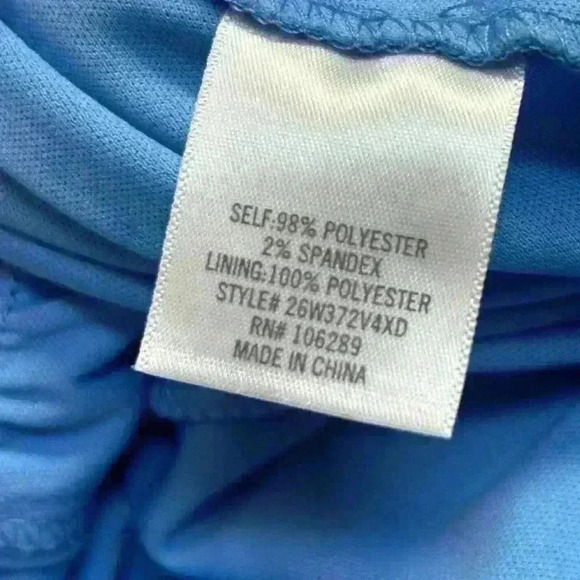 SELF:98% POLYESTER
2% SPANDEX
LINING:100% POLYESTER
STYLE# 26W372V4XD
RN# 106289
MADE IN CHINA